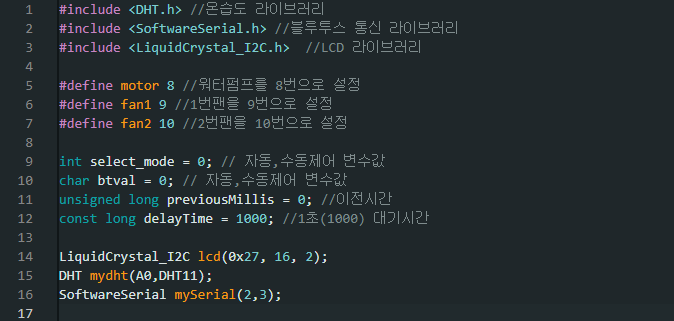 1 #include <DHT.h> //온습도 라이브러리
2 #include <SoftwareSerial.h> //블루투스 통신 라이브러리
3 #include <LiquidCrystal_I2C.h>  //LCD 라이브러리
4
5 #define motor 8 //워터펌프를 8번으로 설정
6 #define fan1 9 //1번팬을 9번으로 설정
7 #define fan2 10 //2번팬을 10번으로 설정
8
9 int select_mode = 0; // 자동,수동제어 변수값
10 char btval = 0; // 자동,수동제어 변수값
11 unsigned long previousMillis = 0; //이전시간
12 const long delayTime = 1000; //1초(1000) 대기시간
13
14 LiquidCrystal_I2C lcd(0x27, 16, 2);
15 DHT mydht(A0,DHT11);
16 SoftwareSerial mySerial(2,3);
17